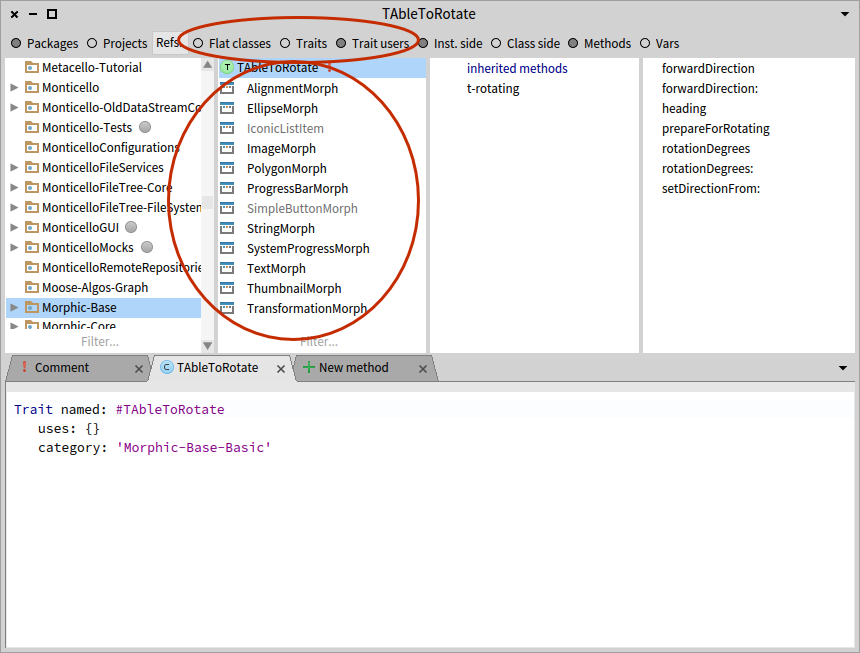 TAbleToRotate
Packages Projects Refs. Flat classes Traits Trait users Inst. side Class side Methods Vars
Metacello-Tutorial
Monticello
Monticello-OldDataStreamCo
Monticello-Tests
MonticelloConfigurations
MonticelloFileServices
MonticelloFileTree-Core
MonticelloFileTree-FileSystem
MonticelloGUI
MonticelloMocks
MonticelloRemoteRepositorie
Moose-Algos-Graph
Morphic-Base
Morphic-Core
Filter...
T TAbleToRotate !
AlignmentMorph
EllipseMorph
IconicListItem
ImageMorph
PolygonMorph
ProgressBarMorph
SimpleButtonMorph
StringMorph
SystemProgressMorph
TextMorph
ThumbnailMorph
TransformationMorph
Filter...
inherited methods
t-rotating
forwardDirection
forwardDirection:
heading
prepareForRotating
rotationDegrees
rotationDegrees:
setDirectionFrom:
! Comment
C TAbleToRotate
New method
Trait named: #TAbleToRotate
uses: {}
category: 'Morphic-Base-Basic'